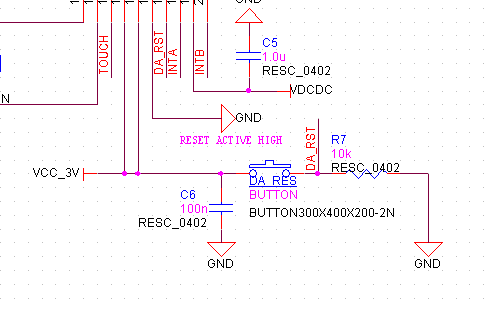 GND
C5
1.0u
RESC_0402
TOUCH
DA_RST
INTA
INTB
VDCDC
N
GND
RESET ACTIVE HIGH
DA_RST
R7
10k
RESC_0402
VCC_3V
DA_RES
BUTTON
BUTTON300X400X200-2N
C6
100n
RESC_0402
GND
GND